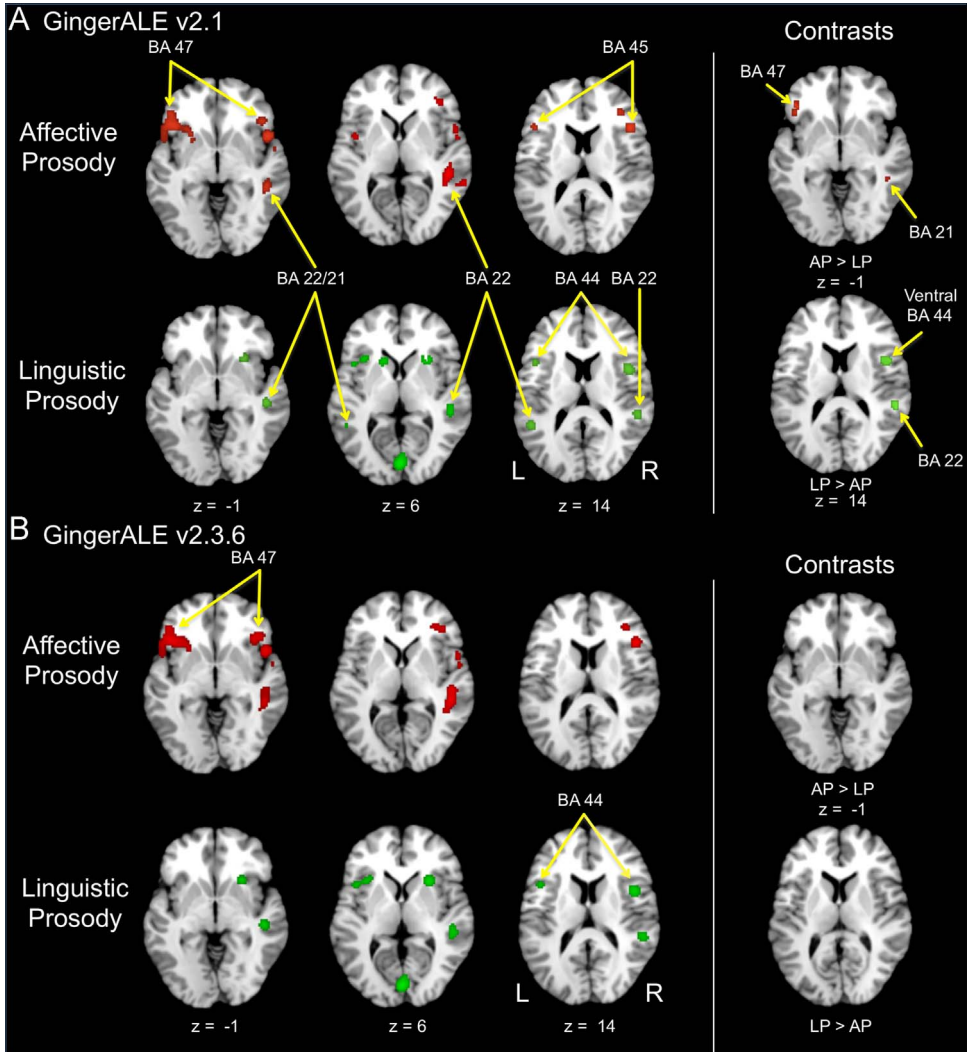 A GingerALE v2.1
Contrasts
BA 47
BA 45
BA 47
Affective
Prosody
BA 21
AP > LP
z = -1
BA 22/21
BA 22
BA 44
BA 22
Ventral
BA 44
Linguistic
Prosody
BA 22
L
R
LP > AP
z = -1
z = 6
z = 14
z = 14
B GingerALE v2.3.6
BA 47
Contrasts
Affective
Prosody
AP > LP
z = -1
BA 44
Linguistic
Prosody
L
R
z = -1
z = 6
z = 14
LP > AP